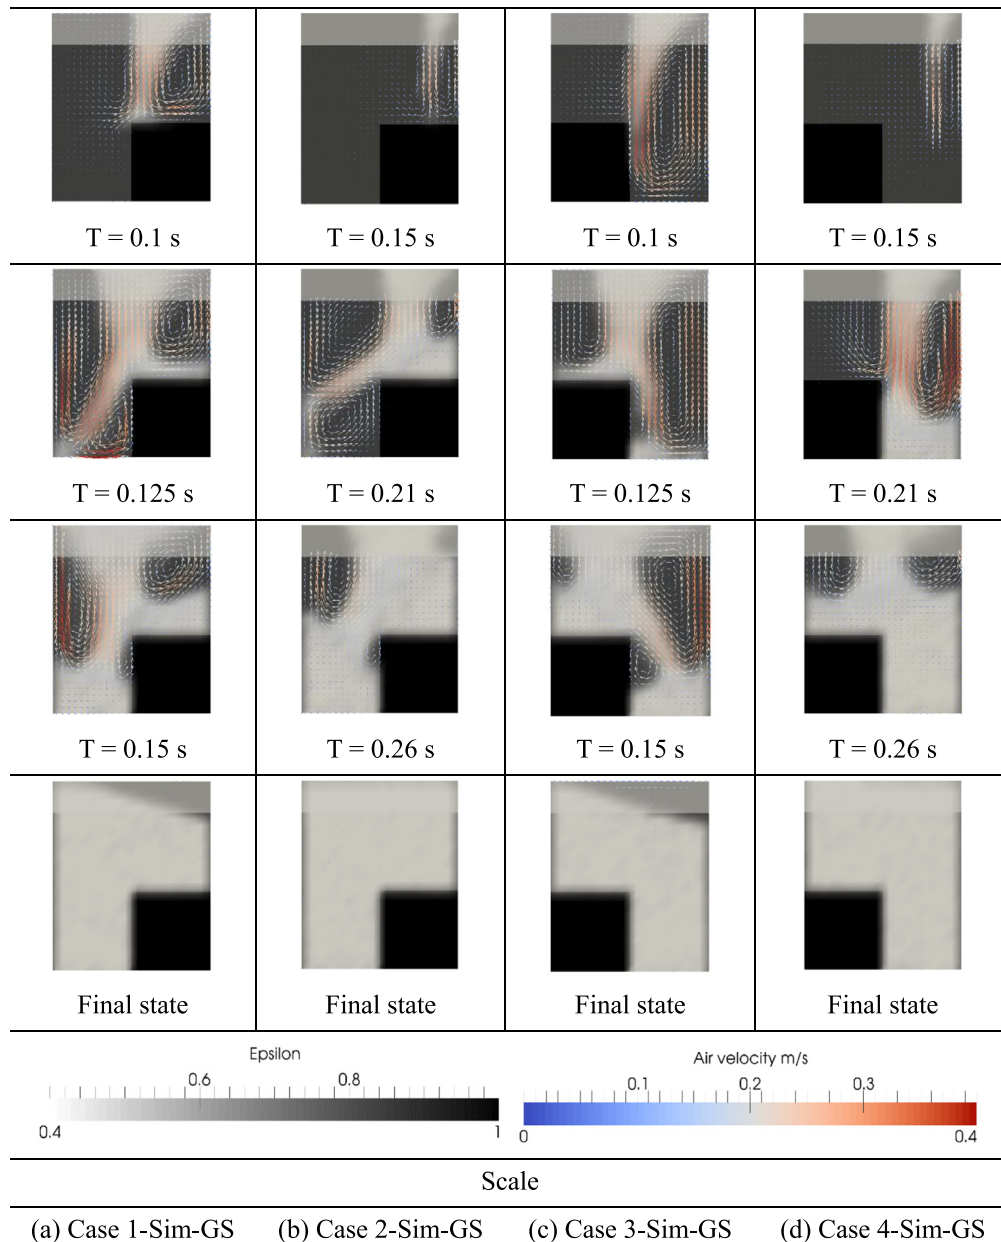 T = 0.1 s
T = 0.15 s
T = 0.1 s
T = 0.15 s
T = 0.125 s
T = 0.21 s
T = 0.125 s
T = 0.21 s
T = 0.15 s
T = 0.26 s
T = 0.15 s
T = 0.26 s
Final state
Final state
Final state
Final state
Epsilon
0.6
0.8
0.4
1
Air velocity m/s
0.1
0.2
0.3
0
0.4
Scale
(a) Case 1-Sim-GS
(b) Case 2-Sim-GS
(c) Case 3-Sim-GS
(d) Case 4-Sim-GS